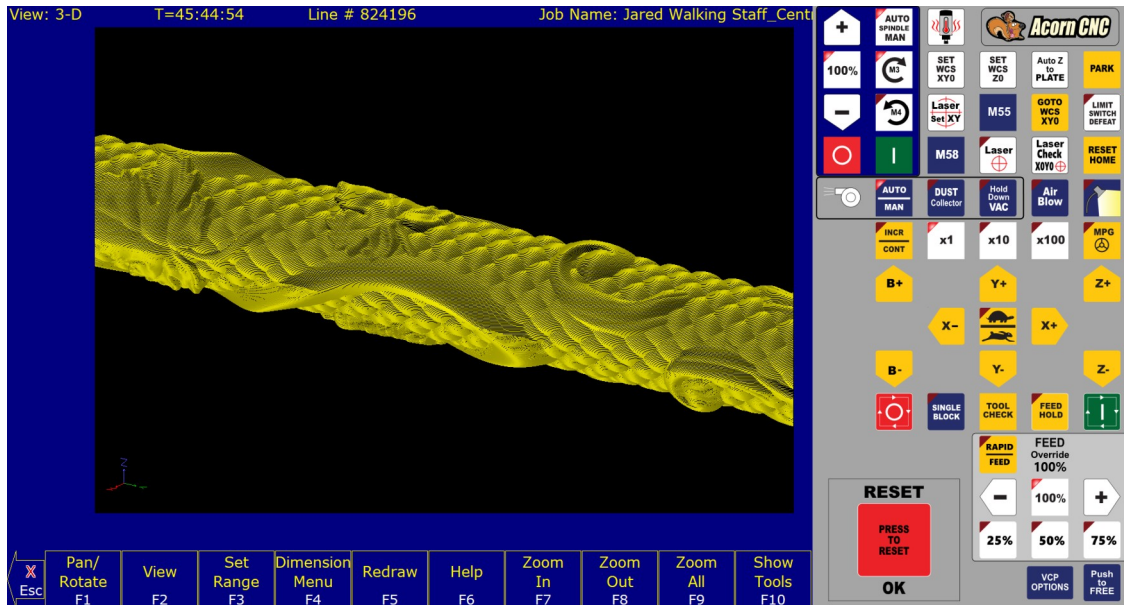 View: 3-D T=45:44:54 Line # 824196 Job Name: Jared Walking Staff_Cent
Z
X
Esc
Pan/
Rotate
F1
View
F2
Set
Range
F3
Dimension
Menu
F4
Redraw
F5
Help
F6
Zoom
In
F7
Zoom
Out
F8
Zoom
All
F9
Show
Tools
F10
+
AUTO
SPINDLE
MAN
Acorn CNC
100%
M3
SET
WCS
XY0
SET
WCS
Z0
Auto Z
to
PLATE
PARK
−
M4
Laser
Set XY
M55
GOTO
WCS
XY0
LIMIT
SWITCH
DEFEAT
M58
Laser
Laser
Check
X0Y0
RESET
HOME
AUTO
MAN
DUST
Collector
Hold
Down
VAC
Air
Blow
INCR
CONT
x1
x10
x100
MPG
B+
Y+
Z+
X−
X+
B-
Y-
Z-
SINGLE
BLOCK
TOOL
CHECK
FEED
HOLD
RAPID
FEED
FEED
Override
100%
−
100%
+
25%
50%
75%
RESET
PRESS
TO
RESET
OK
VCP
OPTIONS
Push
to
FREE